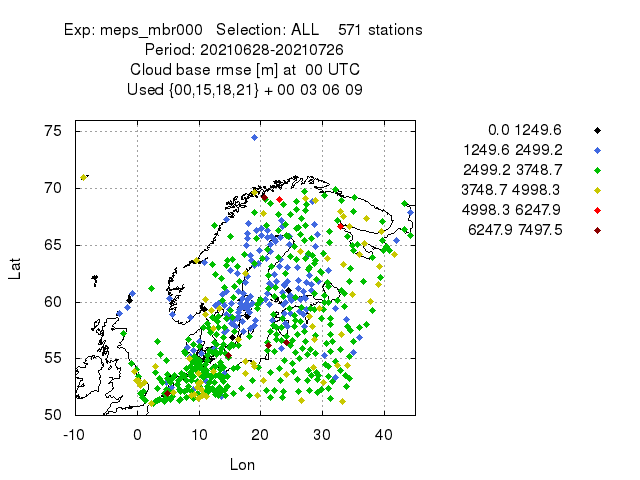 Exp: meps_mbr000   Selection: ALL    571 stations
Period: 20210628-20210726
Cloud base rmse [m] at  00 UTC
Used {00,15,18,21} + 00 03 06 09
75
70
65
60
55
50
-10 0 10 20 30 40
Lat
Lon
0.0 1249.6
1249.6 2499.2
2499.2 3748.7
3748.7 4998.3
4998.3 6247.9
6247.9 7497.5